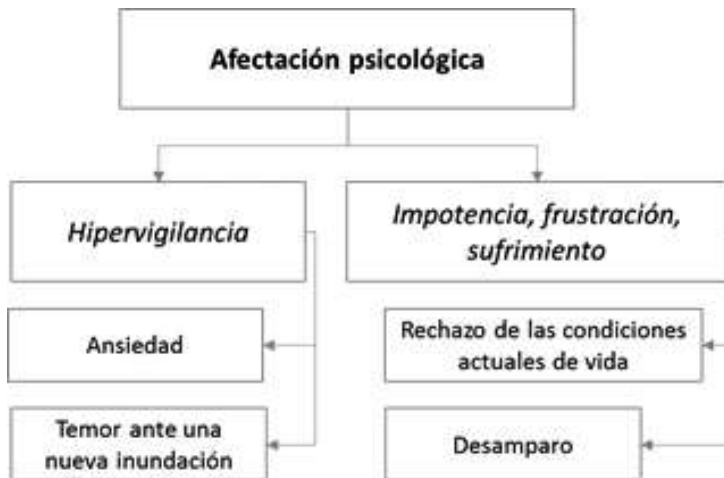 Afectación psicológica
Hipervigilancia
Impotencia, frustración,
sufrimiento
Ansiedad
Rechazo de las condiciones
actuales de vida
Temor ante una
nueva inundación
Desamparo